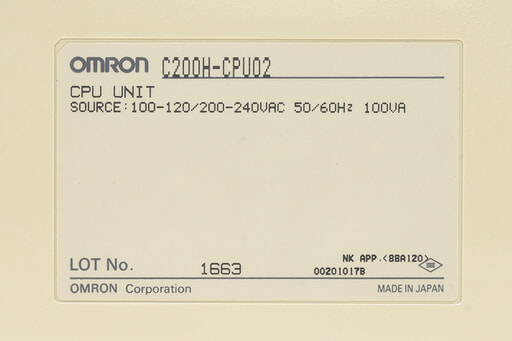 OMRON C200H-CPU02
CPU UNIT
SOURCE:100-120/200-240VAC 50/60Hz 100VA
NK APP.<88A120>
LOT No. 1663 00201017B
OMRON Corporation MADE IN JAPAN